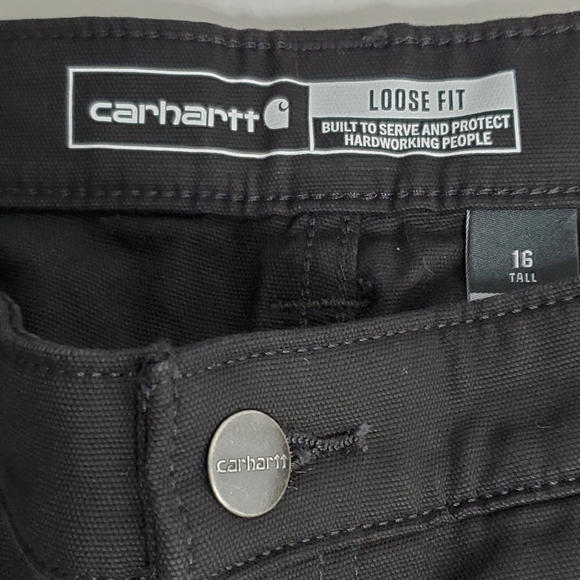 carhartt
LOOSE FIT
BUILT TO SERVE AND PROTECT
HARDWORKING PEOPLE
16
TALL
carhartt